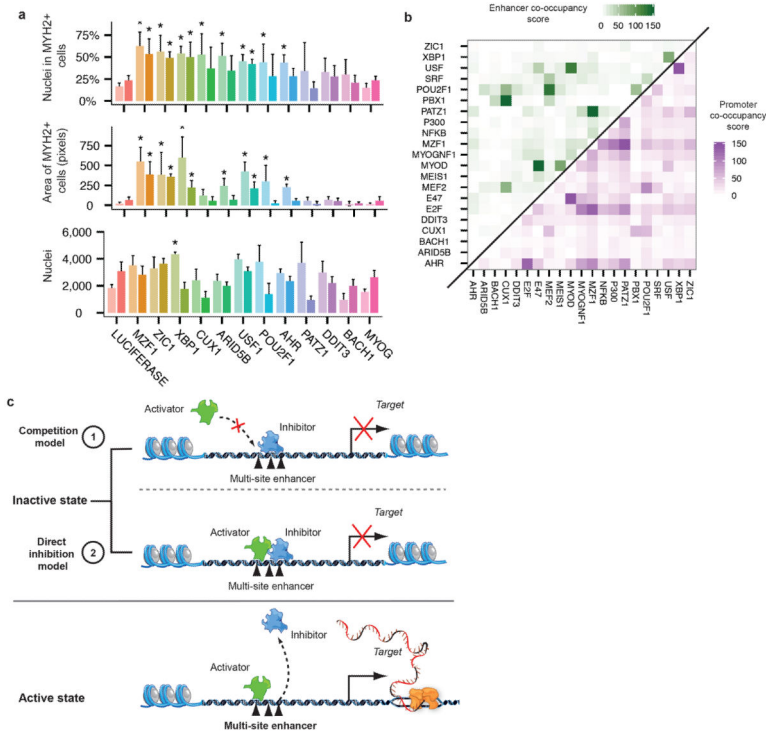 a
Nuclei in MYH2+
cells
75%
50%
25%
0%
* * * * * * * * * * * * *
Area of MYH2+
cells (pixels)
750
500
250
0
* * * * * * * * * * *
Nuclei
6,000
4,000
2,000
0
*
LUCIFERASE
MZF1
ZIC1
XBP1
CUX1
ARID5B
USF1
POU2F1
AHR
PATZ1
DDIT3
BACH1
MYOG
b
Enhancer co-occupancy
score
0 50 100 150
ZIC1
XBP1
USF
SRF
POU2F1
PBX1
PATZ1
P300
NFKB
MZF1
MYOGNF1
MYOD
MEIS1
MEF2
E47
E2F
DDIT3
CUX1
BACH1
ARID5B
AHR
Promoter
co-occupancy
score
150
100
50
0
AHR
ARID5B
BACH1
CUX1
DDIT3
E2F
E47
MEF2
MEIS1
MYOD
MYOGNF1
MZF1
NFKB
P300
PATZ1
PBX1
POU2F1
SRF
USF
XBP1
ZIC1
c
Competition
model
1
Activator
Inhibitor
Target
Multi-site enhancer
Inactive state
Direct
inhibition
model
2
Activator
Inhibitor
Target
Multi-site enhancer
Active state
Activator
Inhibitor
Target
Multi-site enhancer